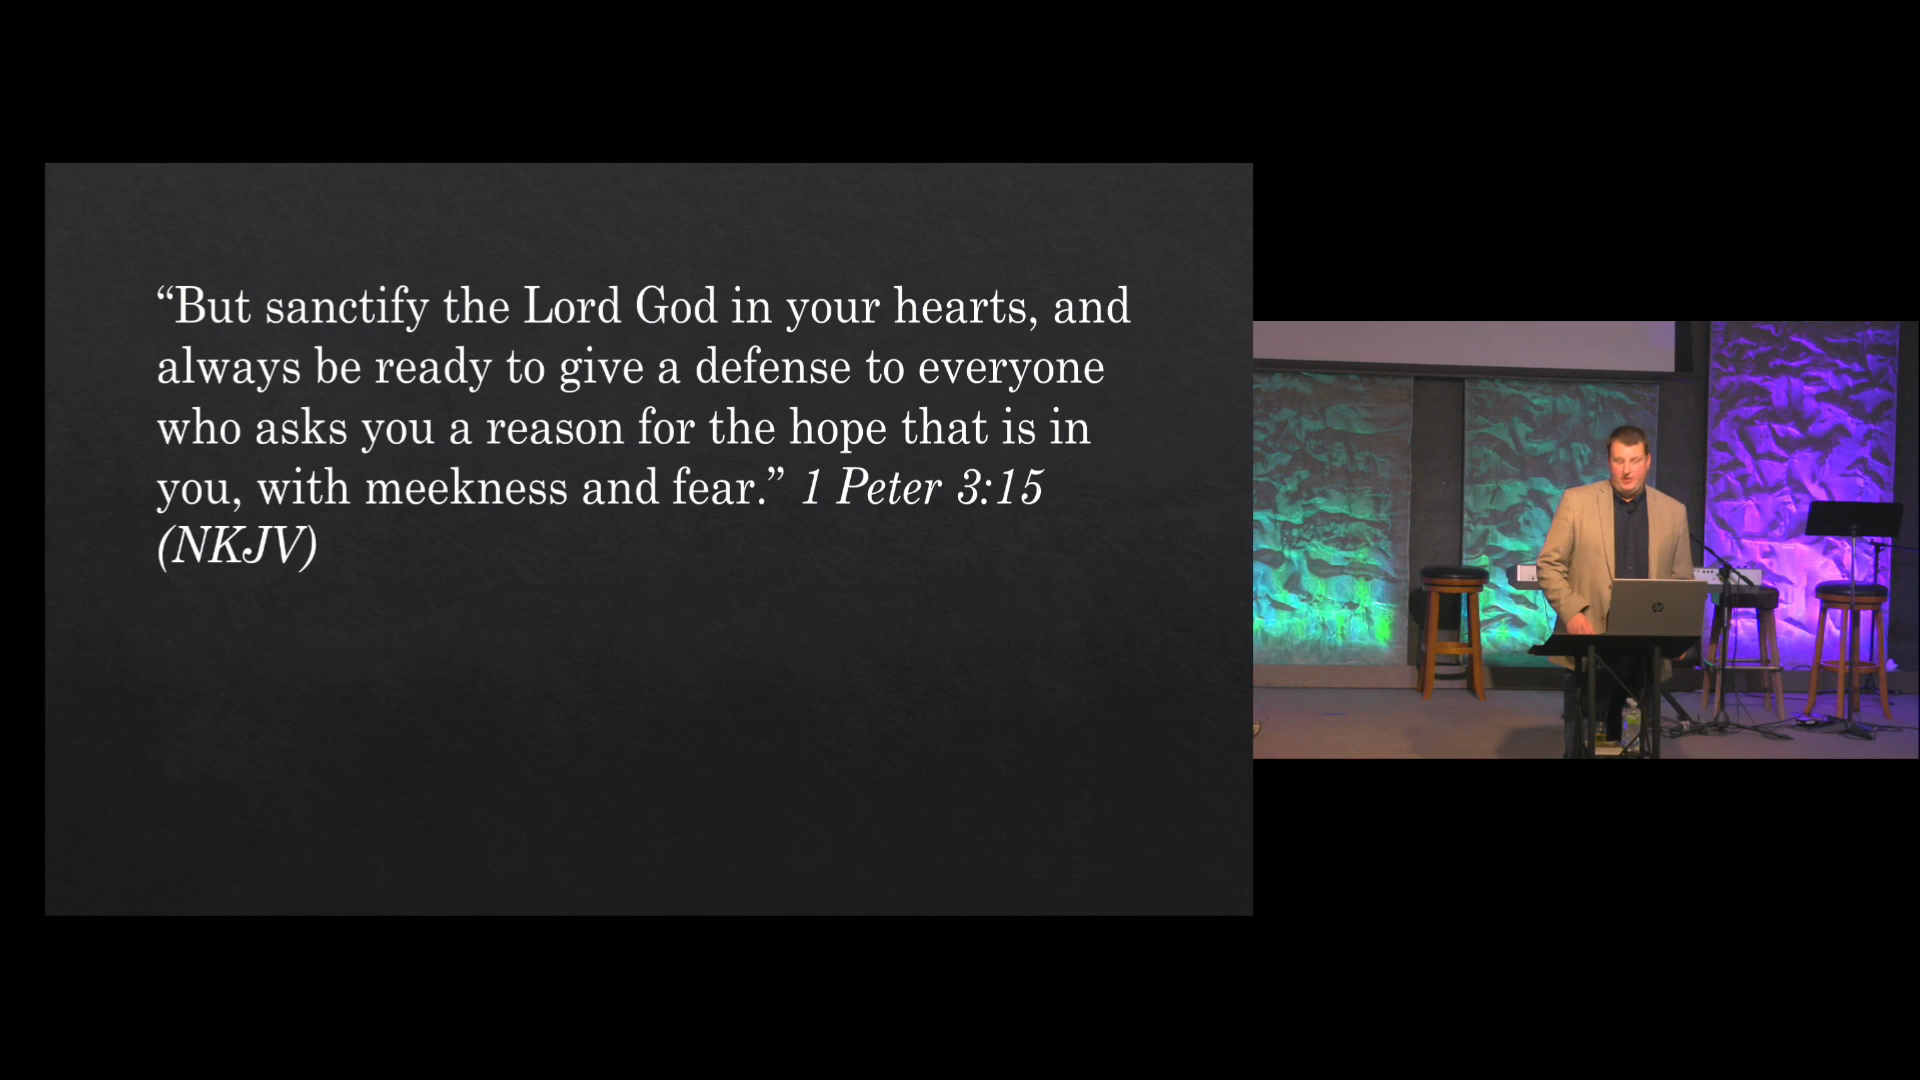 “But sanctify the Lord God in your hearts, and
always be ready to give a defense to everyone
who asks you a reason for the hope that is in
you, with meekness and fear.” 1 Peter 3:15
(NKJV)
hp